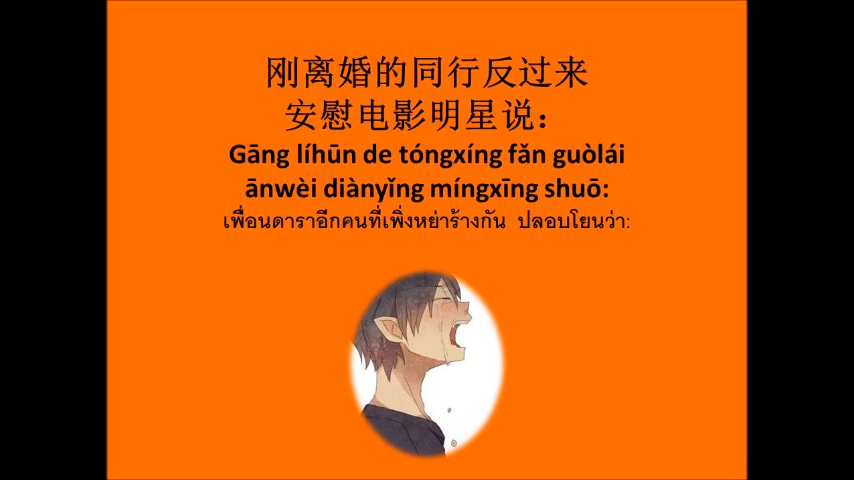 刚离婚的同行反过来
安慰电影明星说：
Gāng líhūn de tóngxíng fǎn guòlái
ānwèi diànyǐng míngxīng shuō:
เพื่อนดาราอีกคนที่เพิ่งหย่าร้างกัน ปลอบโยนว่า: